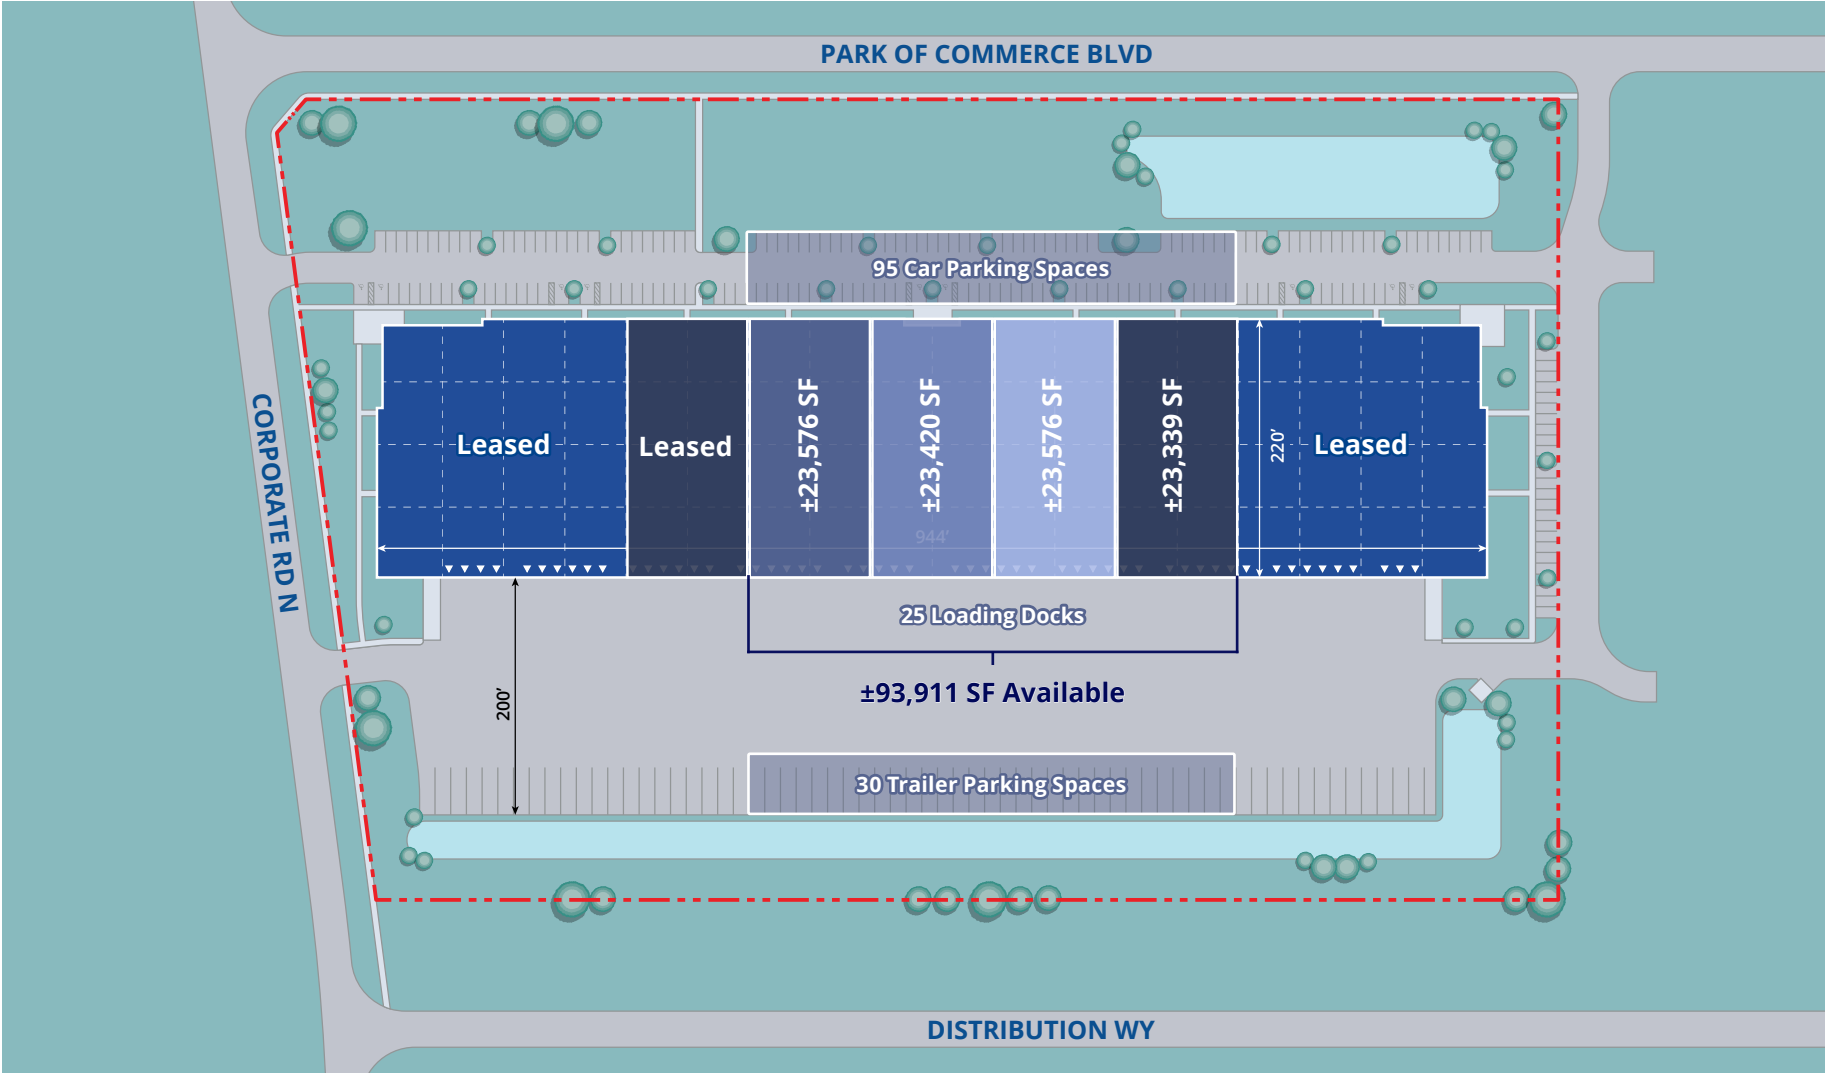 PARK OF COMMERCE BLVD
95 Car Parking Spaces
CORPORATE RD N
Leased
Leased
±23,576 SF
±23,420 SF
±23,576 SF
±23,339 SF
220’
Leased
944’
25 Loading Docks
±93,911 SF Available
200’
30 Trailer Parking Spaces
DISTRIBUTION WY